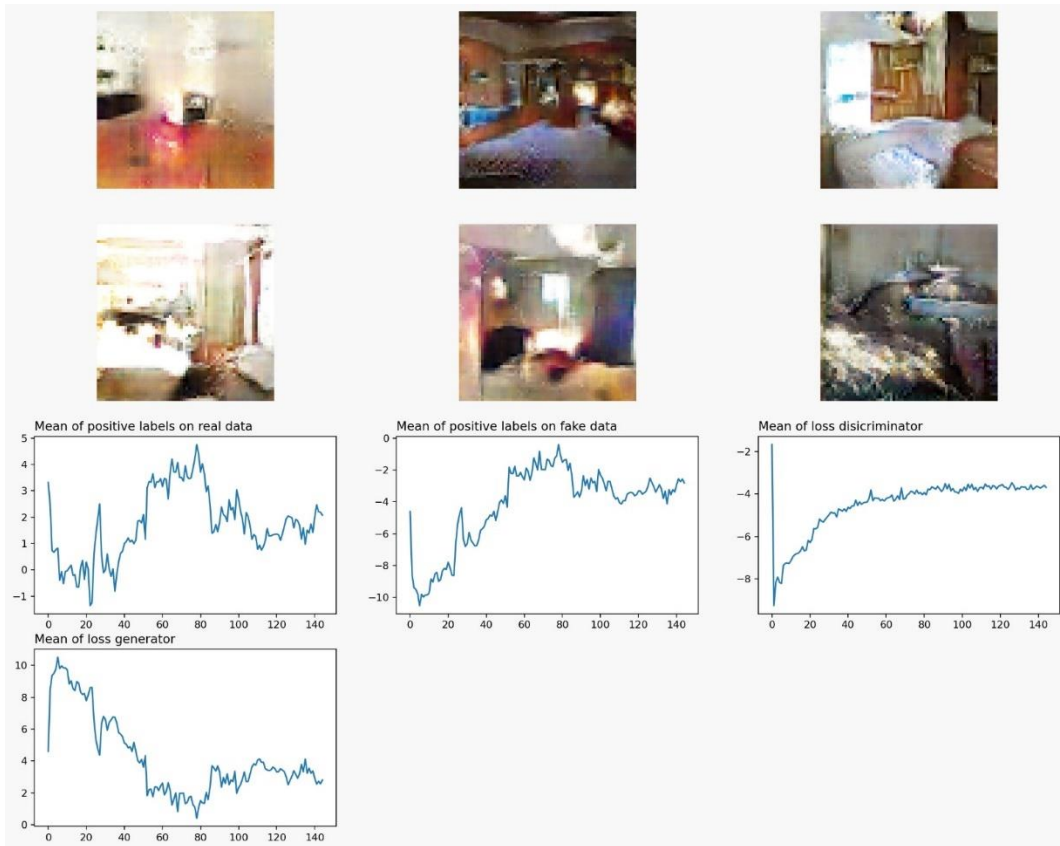 Mean of positive labels on real data
Mean of positive labels on fake data
Mean of loss disicriminator
5
4
3
2
1
0
−1
0 20 40 60 80 100 120 140
0
−2
−4
−6
−8
−10
0 20 40 60 80 100 120 140
−2
−4
−6
−8
0 20 40 60 80 100 120 140
Mean of loss generator
10
8
6
4
2
0
0 20 40 60 80 100 120 140